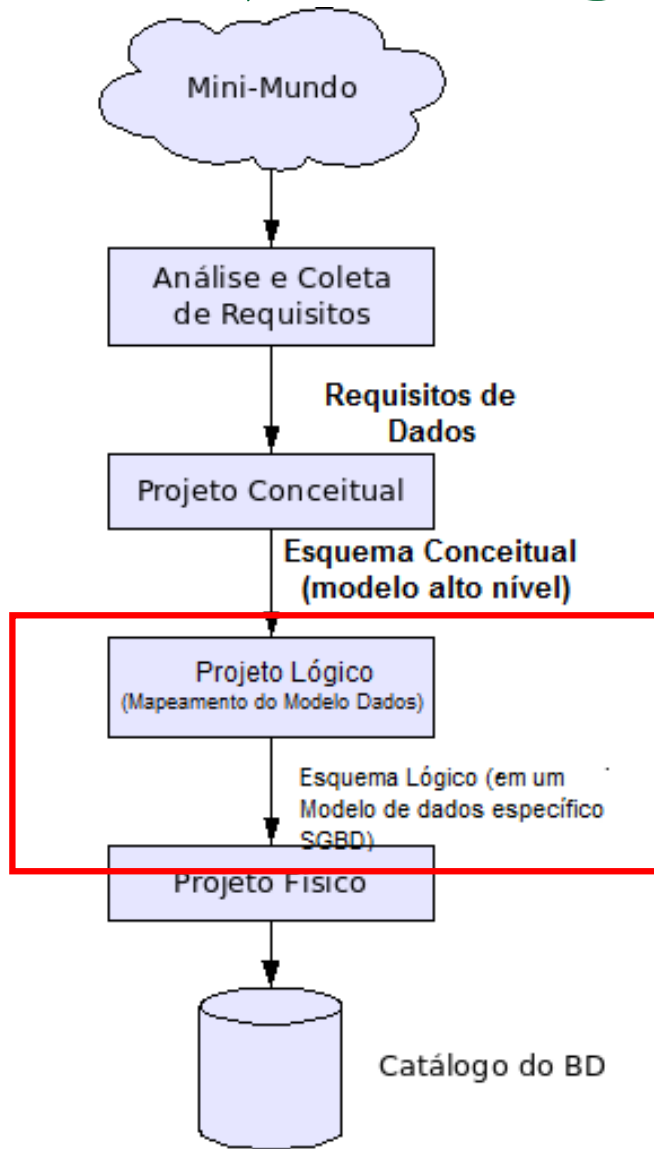 Mini-Mundo
Análise e Coleta
de Requisitos
Requisitos de
Dados
Projeto Conceitual
Esquema Conceitual
(modelo alto nível)
Projeto Lógico
(Mapeamento do Modelo Dados)
Esquema Lógico (em um
Modelo de dados específico
SGBD)
Projeto Físico
Catálogo do BD